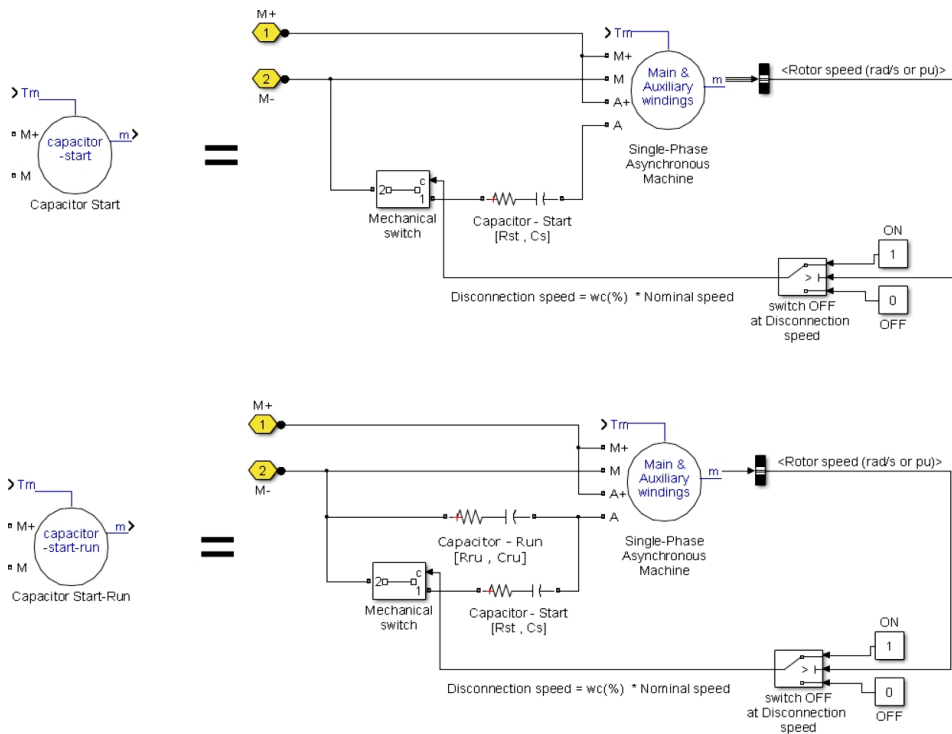 M+
1
2
M-
Tm
M+
M
capacitor
-start
m
Capacitor Start
=
Tm
M+
M
A+
A
Main &
Auxiliary
windings
m
<Rotor speed (rad/s or pu)>
Single-Phase
Asynchronous
Machine
c
2
1
Mechanical
switch
Capacitor - Start
[Rst , Cs]
Disconnection speed = wc(%) * Nominal speed
>
ON
1
0
OFF
switch OFF
at Disconnection
speed
M+
1
2
M-
Tm
M+
M
capacitor
-start-run
m
Capacitor Start-Run
=
Tm
M+
M
A+
A
Main &
Auxiliary
windings
m
<Rotor speed (rad/s or pu)>
Single-Phase
Asynchronous
Machine
Capacitor - Run
[Rru , Cru]
c
2
1
Mechanical
switch
Capacitor - Start
[Rst , Cs]
Disconnection speed = wc(%) * Nominal speed
>
ON
1
0
OFF
switch OFF
at Disconnection
speed